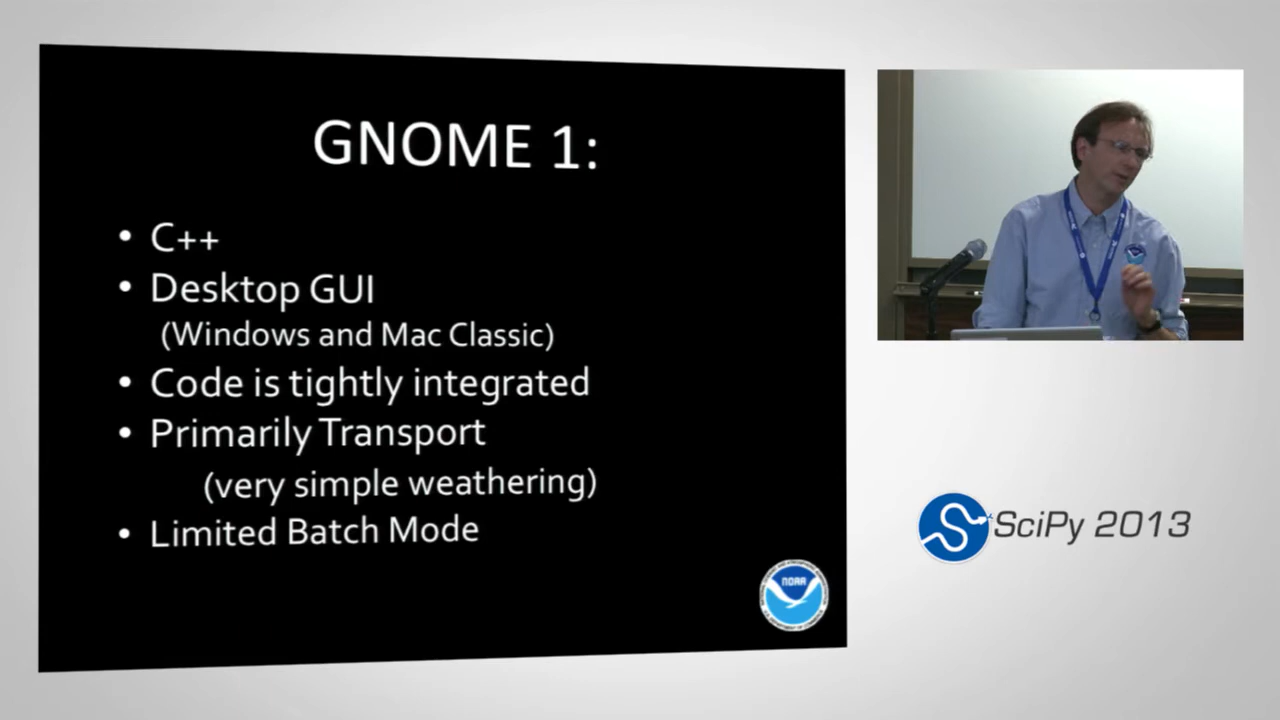 GNOME 1:
• C++
• Desktop GUI
(Windows and Mac Classic)
• Code is tightly integrated
• Primarily Transport
(very simple weathering)
• Limited Batch Mode
NOAA
SciPy 2013